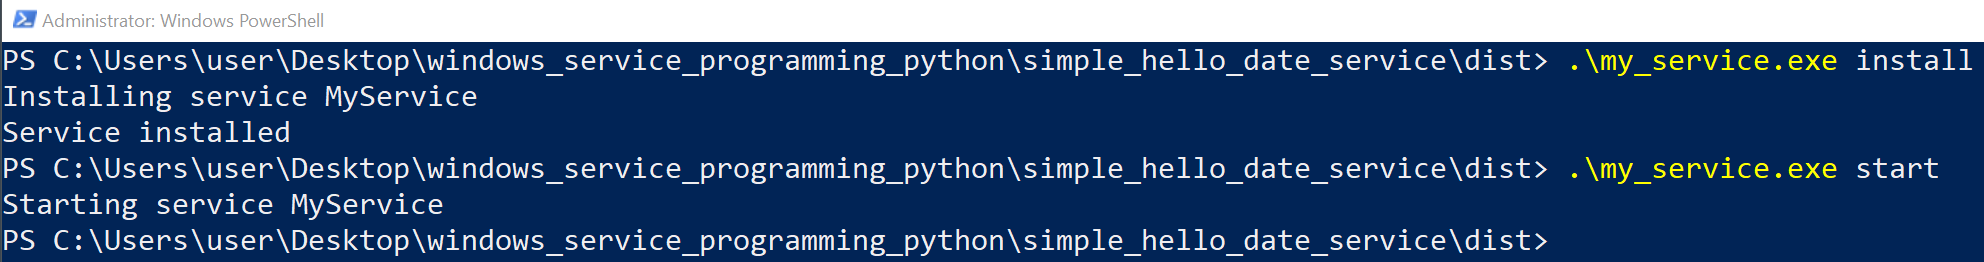 Administrator: Windows PowerShell
PS C:\Users\user\Desktop\windows_service_programming_python\simple_hello_date_service\dist> .\my_service.exe install
Installing service MyService
Service installed
PS C:\Users\user\Desktop\windows_service_programming_python\simple_hello_date_service\dist> .\my_service.exe start
Starting service MyService
PS C:\Users\user\Desktop\windows_service_programming_python\simple_hello_date_service\dist>